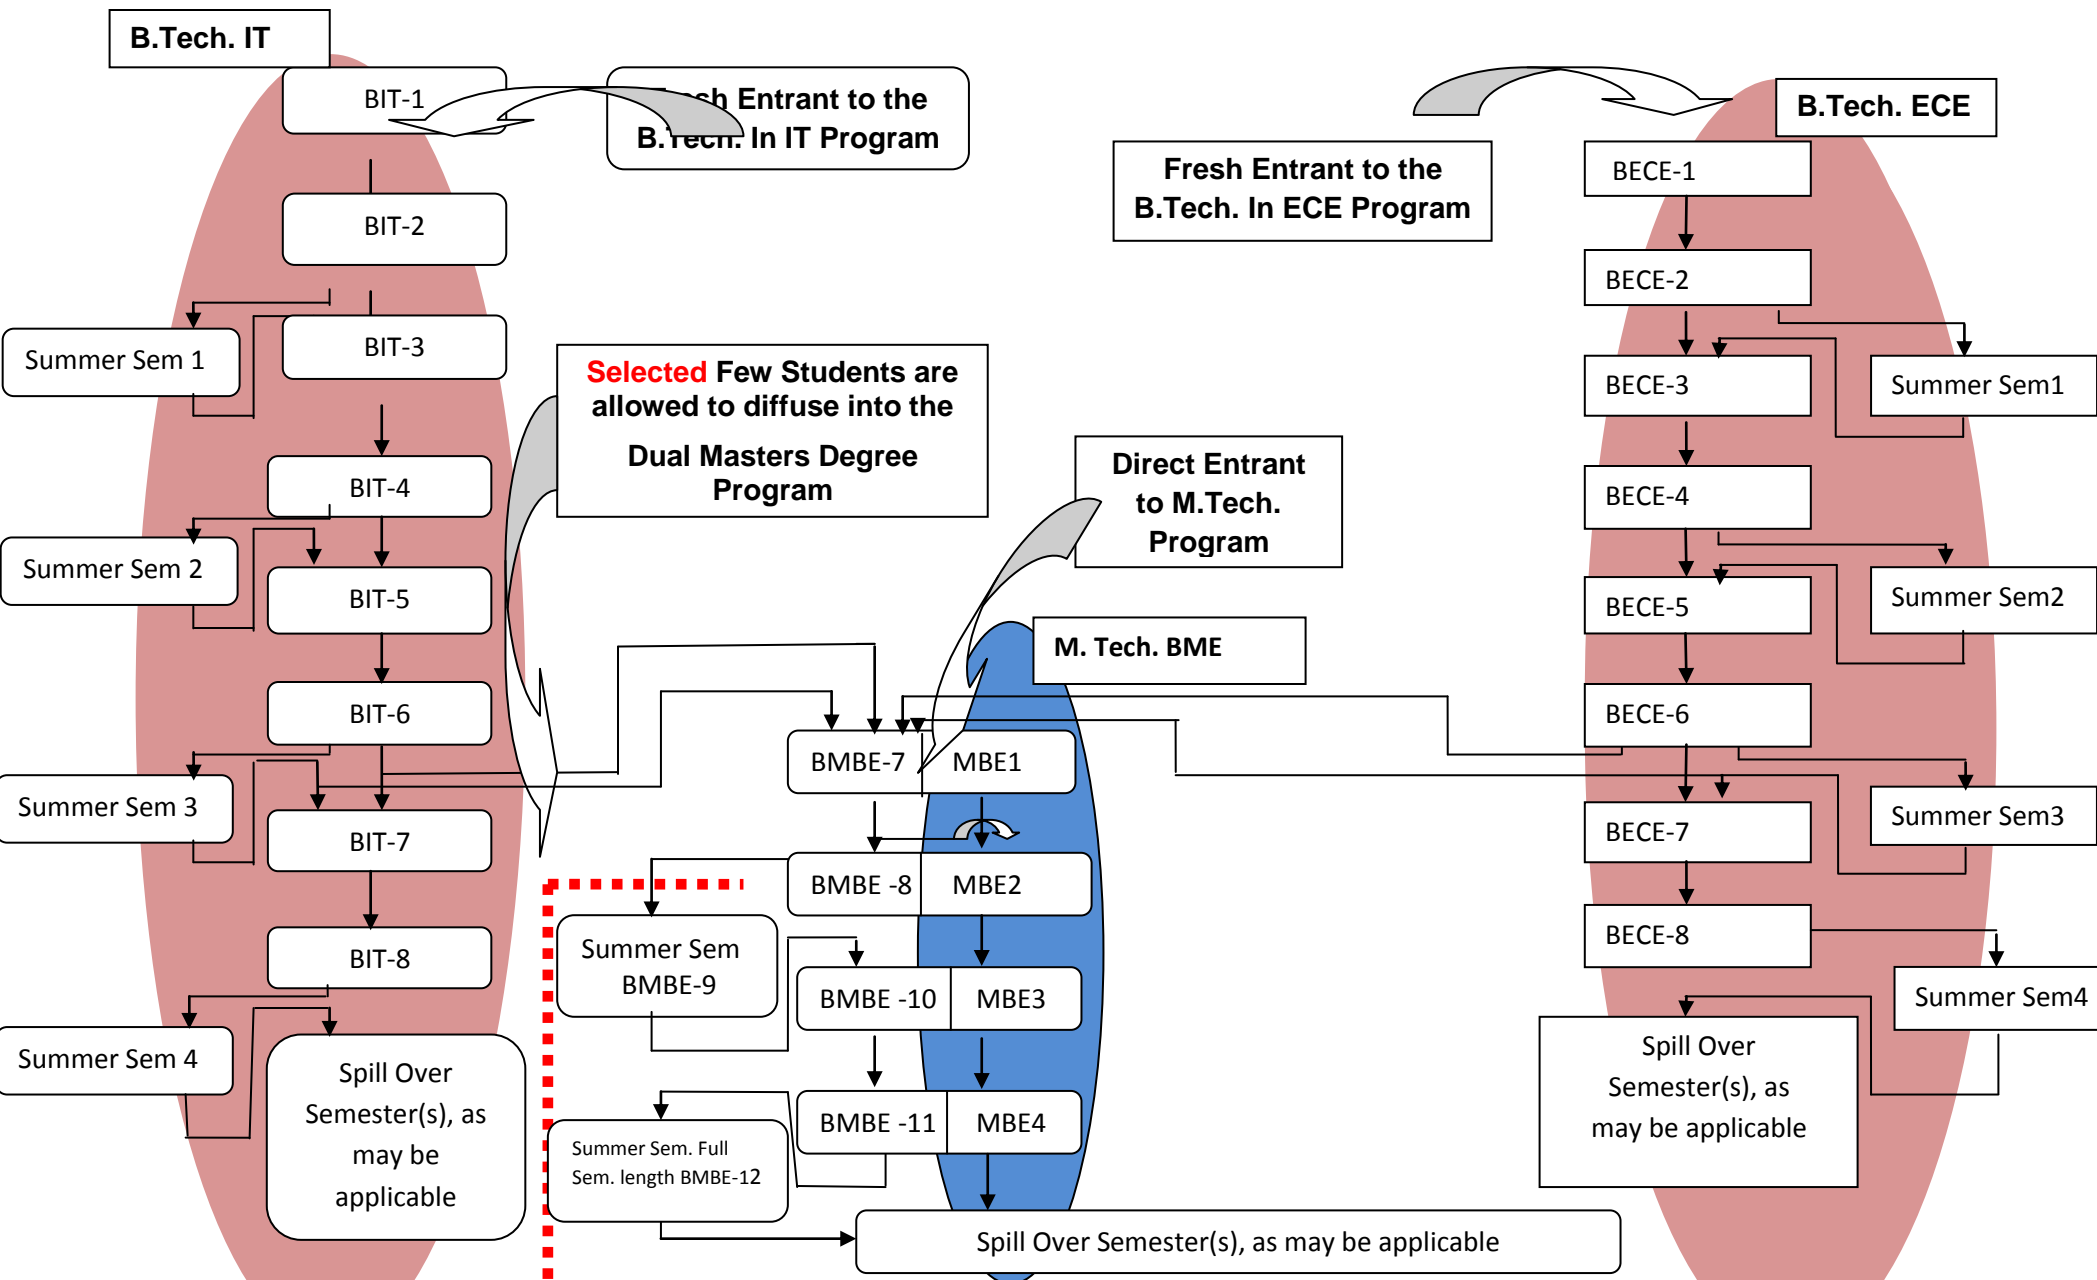 B.Tech. IT
BIT-1
BIT-2
BIT-3
Summer Sem 1
BIT-4
Summer Sem 2
BIT-5
BIT-6
Summer Sem 3
BIT-7
BIT-8
Summer Sem 4
Spill Over
Semester(s), as
may be
applicable
Entrant to the
B.Tech. In IT Program
Selected Few Students are
allowed to diffuse into the
Dual Masters Degree
Program
Direct Entrant
to M.Tech.
Program
M. Tech. BME
BMBE-7 MBE1
BMBE -8 MBE2
Summer Sem
BMBE-9
BMBE -10 MBE3
BMBE -11 MBE4
Summer Sem. Full
Sem. length BMBE-12
Spill Over Semester(s), as may be applicable
Fresh Entrant to the
B.Tech. In ECE Program
B.Tech. ECE
BECE-1
BECE-2
BECE-3
Summer Sem1
BECE-4
BECE-5
Summer Sem2
BECE-6
BECE-7
Summer Sem3
BECE-8
Summer Sem4
Spill Over
Semester(s), as
may be applicable